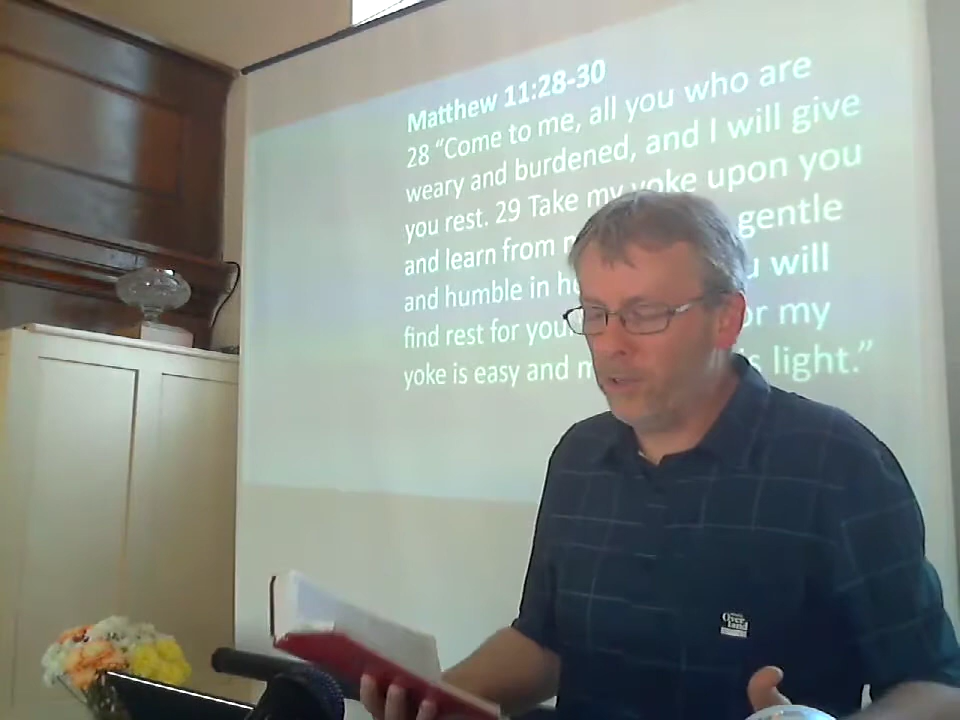 Matthew 11:28-30
28 “Come to me, all you who are
weary and burdened, and I will give
you rest. 29 Take my yoke upon you
and learn from gentle
and humble in will
find rest for my
yoke is easy and light.”
Over
land